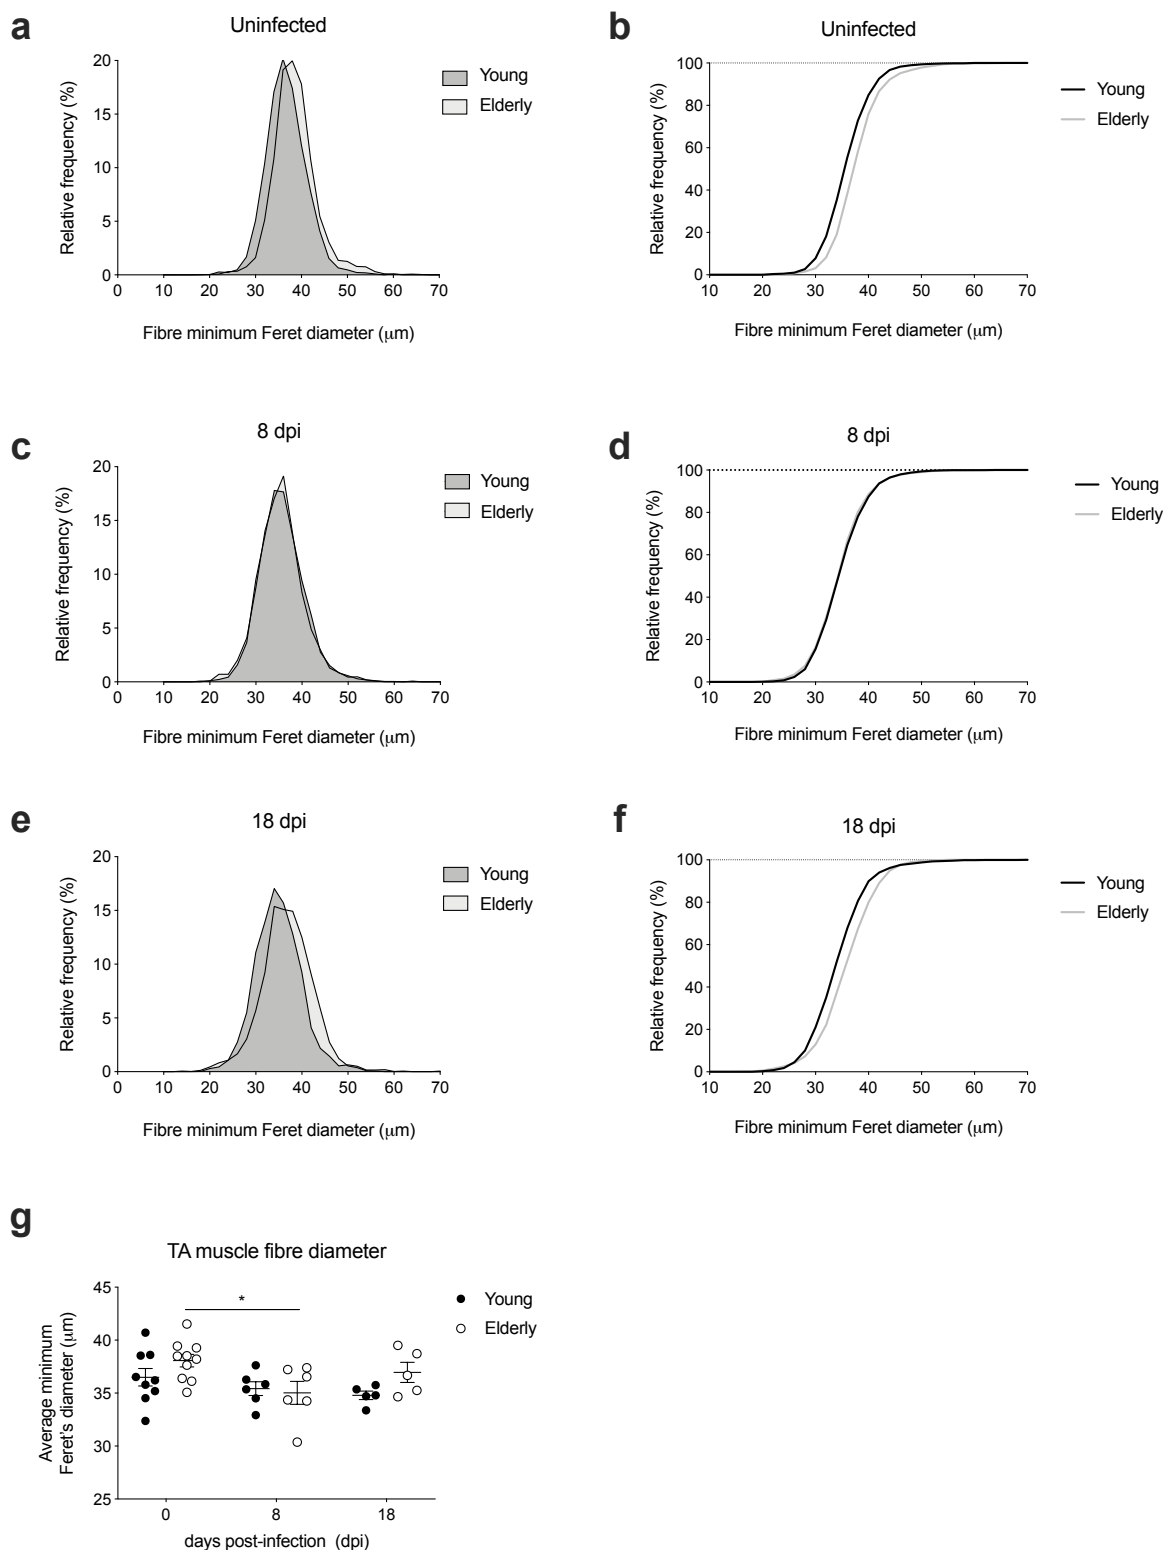 a
Uninfected
20
15
10
5
0
0 10 20 30 40 50 60 70
Relative frequency (%)
Fibre minimum Feret diameter (μm)
Young
Elderly
b
Uninfected
100
80
60
40
20
0
10 20 30 40 50 60 70
Relative frequency (%)
Fibre minimum Feret diameter (μm)
Young
Elderly
c
8 dpi
20
15
10
5
0
0 10 20 30 40 50 60 70
Relative frequency (%)
Fibre minimum Feret diameter (μm)
Young
Elderly
d
8 dpi
100
80
60
40
20
0
10 20 30 40 50 60 70
Relative frequency (%)
Fibre minimum Feret diameter (μm)
Young
Elderly
e
18 dpi
20
15
10
5
0
0 10 20 30 40 50 60 70
Relative frequency (%)
Fibre minimum Feret diameter (μm)
Young
Elderly
f
18 dpi
100
80
60
40
20
0
10 20 30 40 50 60 70
Relative frequency (%)
Fibre minimum Feret diameter (μm)
Young
Elderly
g
TA muscle fibre diameter
45
40
35
30
25
*
0 8 18
Average minimum
Feret's diameter (μm)
days post-infection (dpi)
Young
Elderly